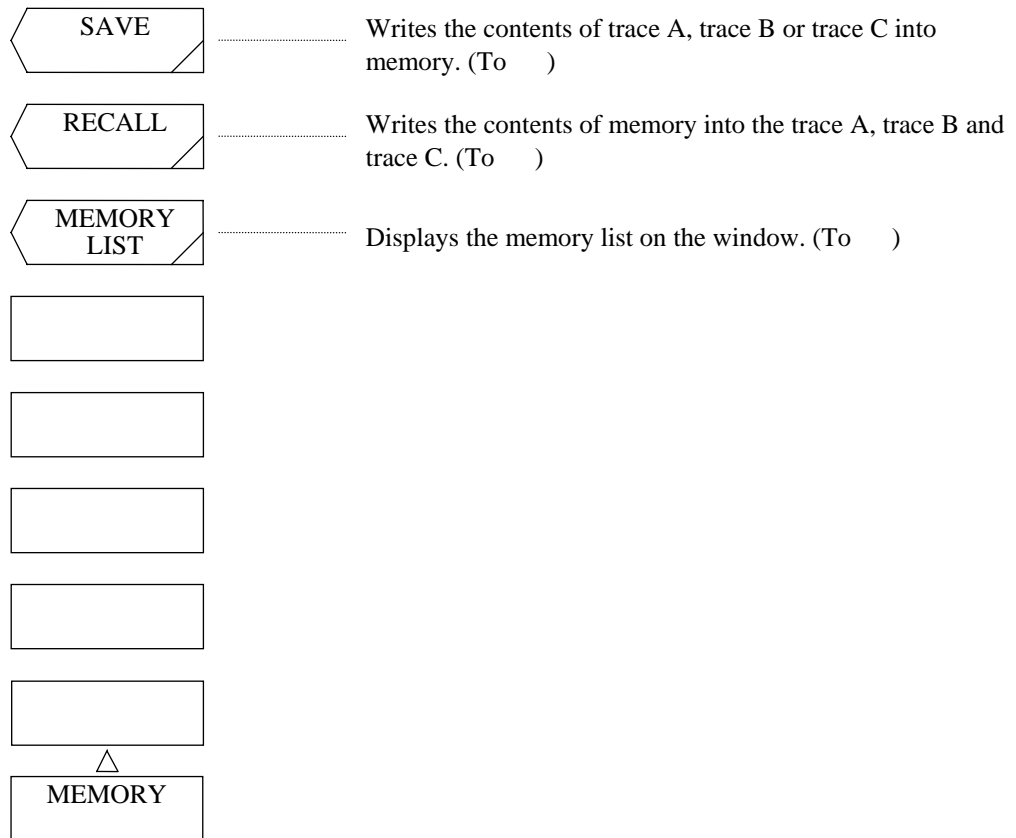 SAVE
Writes the contents of trace A, trace B or trace C into
memory. (To     )
RECALL
Writes the contents of memory into the trace A, trace B and
trace C. (To     )
MEMORY
LIST
Displays the memory list on the window. (To     )
MEMORY